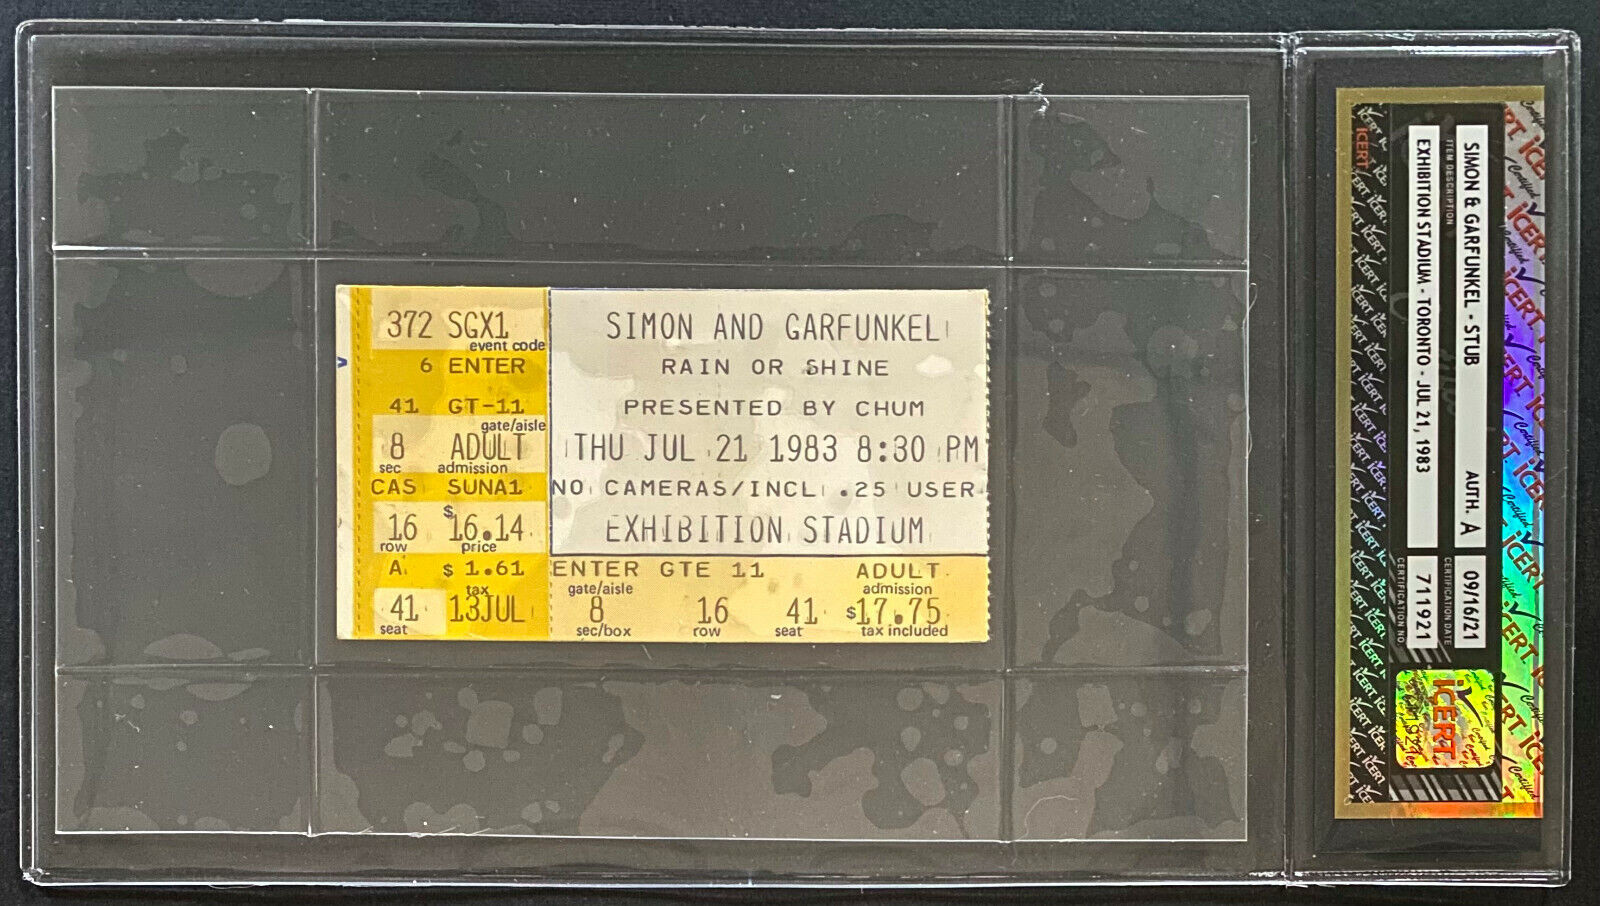 372 SGX1
event code
6 ENTER
41 GT-11
gate/aisle
8 ADULT
sec admission
CAS SUNA1
16 $16.14
row price
A $ 1.61
tax
41 13JUL
seat
SIMON AND GARFUNKEL
RAIN OR SHINE
PRESENTED BY CHUM
THU JUL 21 1983 8:30 PM
NO CAMERAS/INCL .25 USER
EXHIBITION STADIUM
ENTER GTE 11 ADULT
gate/aisle admission
8 16 41 $17.75
sec/box row seat tax included
SIMON & GARFUNKEL - STUB AUTH. A 09/16/21
ITEM DESCRIPTION CERTIFICATION DATE
EXHIBITION STADIUM - TORONTO - JUL 21, 1983 711921
CERTIFICATION NO
iCERT